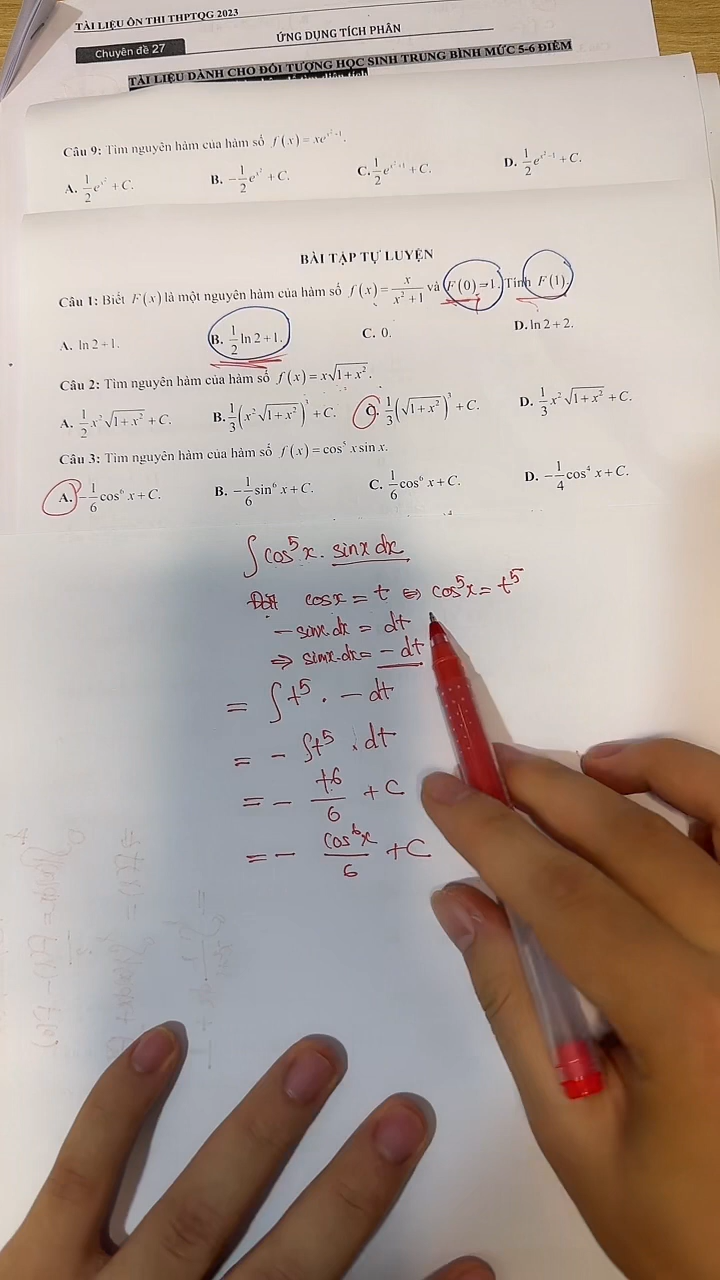 TÀI LIỆU ÔN THI THPTQG 2023
Chuyên đề 27
ỨNG DỤNG TÍCH PHÂN
TÀI LIỆU DÀNH CHO ĐỐI TƯỢNG HỌC SINH TRUNG BÌNH MỨC 5-6 ĐIỂM
Câu 9: Tìm nguyên hàm của hàm số f(x) = xe^{x²+1}.
A. 1/2 e^{x²} + C. B. -1/2 e^{x²} + C. C. 1/2 e^{x²+1} + C. D. 1/2 e^{x²-1} + C.
BÀI TẬP TỰ LUYỆN
Câu 1: Biết F(x) là một nguyên hàm của hàm số f(x) = x/(x²+1) và F(0)=1. Tính F(1).
A. ln 2 + 1. B. 1/2 ln 2 + 1. C. 0. D. ln 2 + 2.
Câu 2: Tìm nguyên hàm của hàm số f(x) = x√(1+x²).
A. 1/2 x²√(1+x²) + C. B. 1/3 (x²√(1+x²))³ + C. C. 1/3 (√(1+x²))³ + C. D. 1/3 x²√(1+x²) + C.
Câu 3: Tìm nguyên hàm của hàm số f(x) = cos⁵ x sin x.
A. -1/6 cos⁶ x + C. B. -1/6 sin⁶ x + C. C. 1/6 cos⁶ x + C. D. -1/4 cos⁴ x + C.
∫ cos⁵x . sinx dx
Đặt cosx = t ⇔ cos⁵x = t⁵
- sinx.dx = dt
⇒ sinx.dx = - dt
= ∫ t⁵ . - dt
= - ∫ t⁵ . dt
= - t⁶/6 + C
= - cos⁶x/6 + C